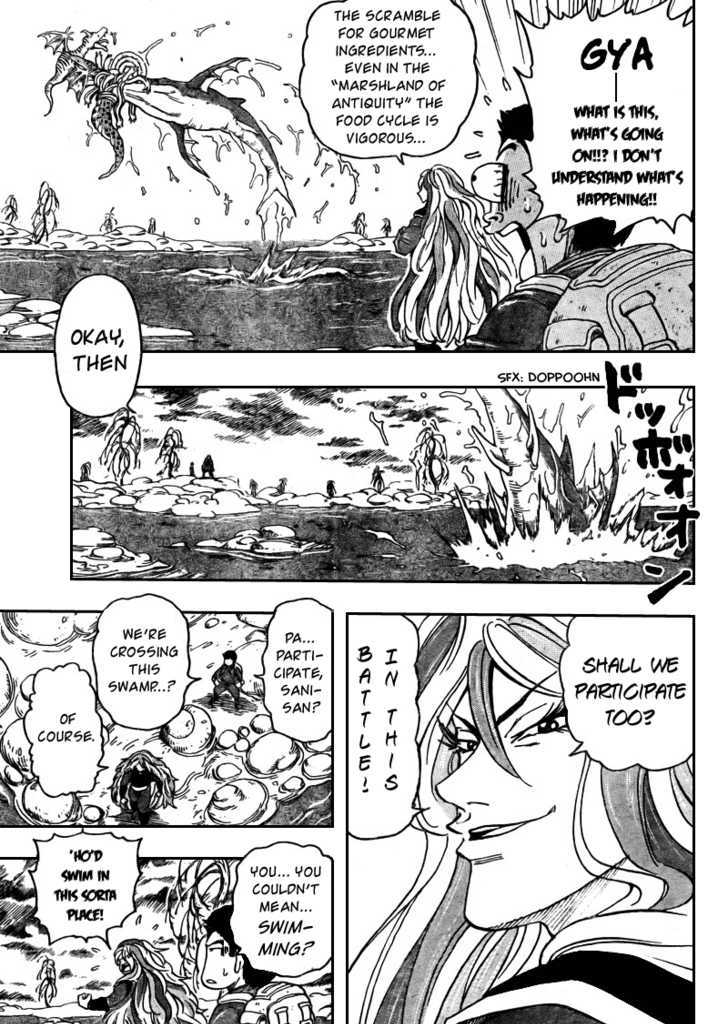 GYA
WHAT IS THIS,
WHAT'S GOING
ON!!? I DON'T
UNDERSTAND WHAT'S
HAPPENING!!
THE SCRAMBLE
FOR GOURMET
INGREDIENTS...
EVEN IN THE
"MARSHLAND OF
ANTIQUITY" THE
FOOD CYCLE IS
VIGOROUS...
OKAY,
THEN
SFX: DOPPOOHN
ドッボォオン
SHALL WE
PARTICIPATE
TOO?
IN THIS
BATTLE!
PA...
PARTI-
CIPATE,
SANI-
SAN?
WE'RE
CROSSING
THIS
SWAMP..?
OF
COURSE.
YOU... YOU
COULDN'T
MEAN...
SWIM-
MING?
'HO'D
SWIM IN
THIS SORTA
PLACE!